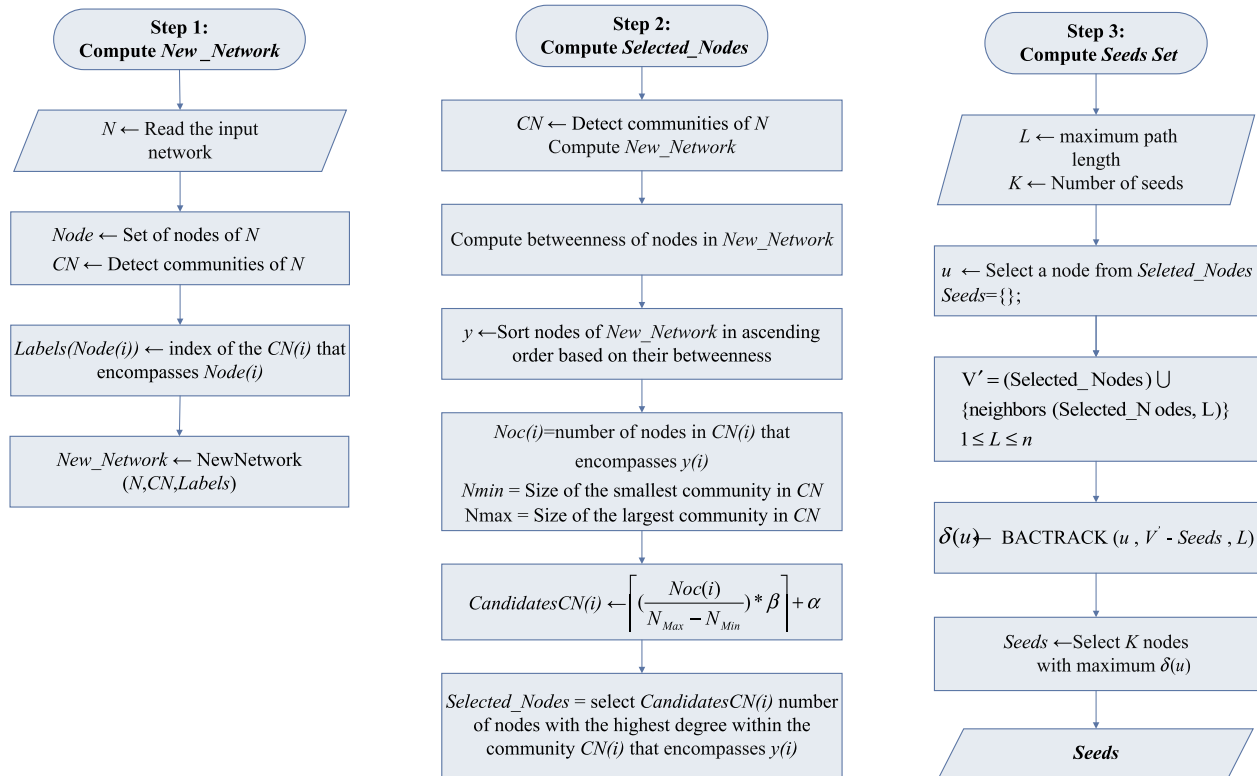 Step 1:
Compute New_Network
N ← Read the input
network
Node ← Set of nodes of N
CN ← Detect communities of N
Labels(Node(i)) ← index of the CN(i) that
encompasses Node(i)
New_Network ← NewNetwork
(N,CN,Labels)
Step 2:
Compute Selected_Nodes
CN ← Detect communities of N
Compute New_Network
Compute betweenness of nodes in New_Network
y ←Sort nodes of New_Network in ascending
order based on their betweenness
Noc(i)=number of nodes in CN(i) that
encompasses y(i)
Nmin = Size of the smallest community in CN
Nmax = Size of the largest community in CN
CandidatesCN(i) ← ⌈(Noc(i) / (N_Max − N_Min)) * β⌉ + α
Selected_Nodes = select CandidatesCN(i) number
of nodes with the highest degree within the
community CN(i) that encompasses y(i)
Step 3:
Compute Seeds Set
L ← maximum path
length
K ← Number of seeds
u ← Select a node from Seleted_Nodes
Seeds={};
V′ = (Selected_ Nodes) ∪
{neighbors (Selected_N odes, L)}
1 ≤ L ≤ n
δ(u)← BACTRACK (u , V' - Seeds , L)
Seeds ←Select K nodes
with maximum δ(u)
Seeds